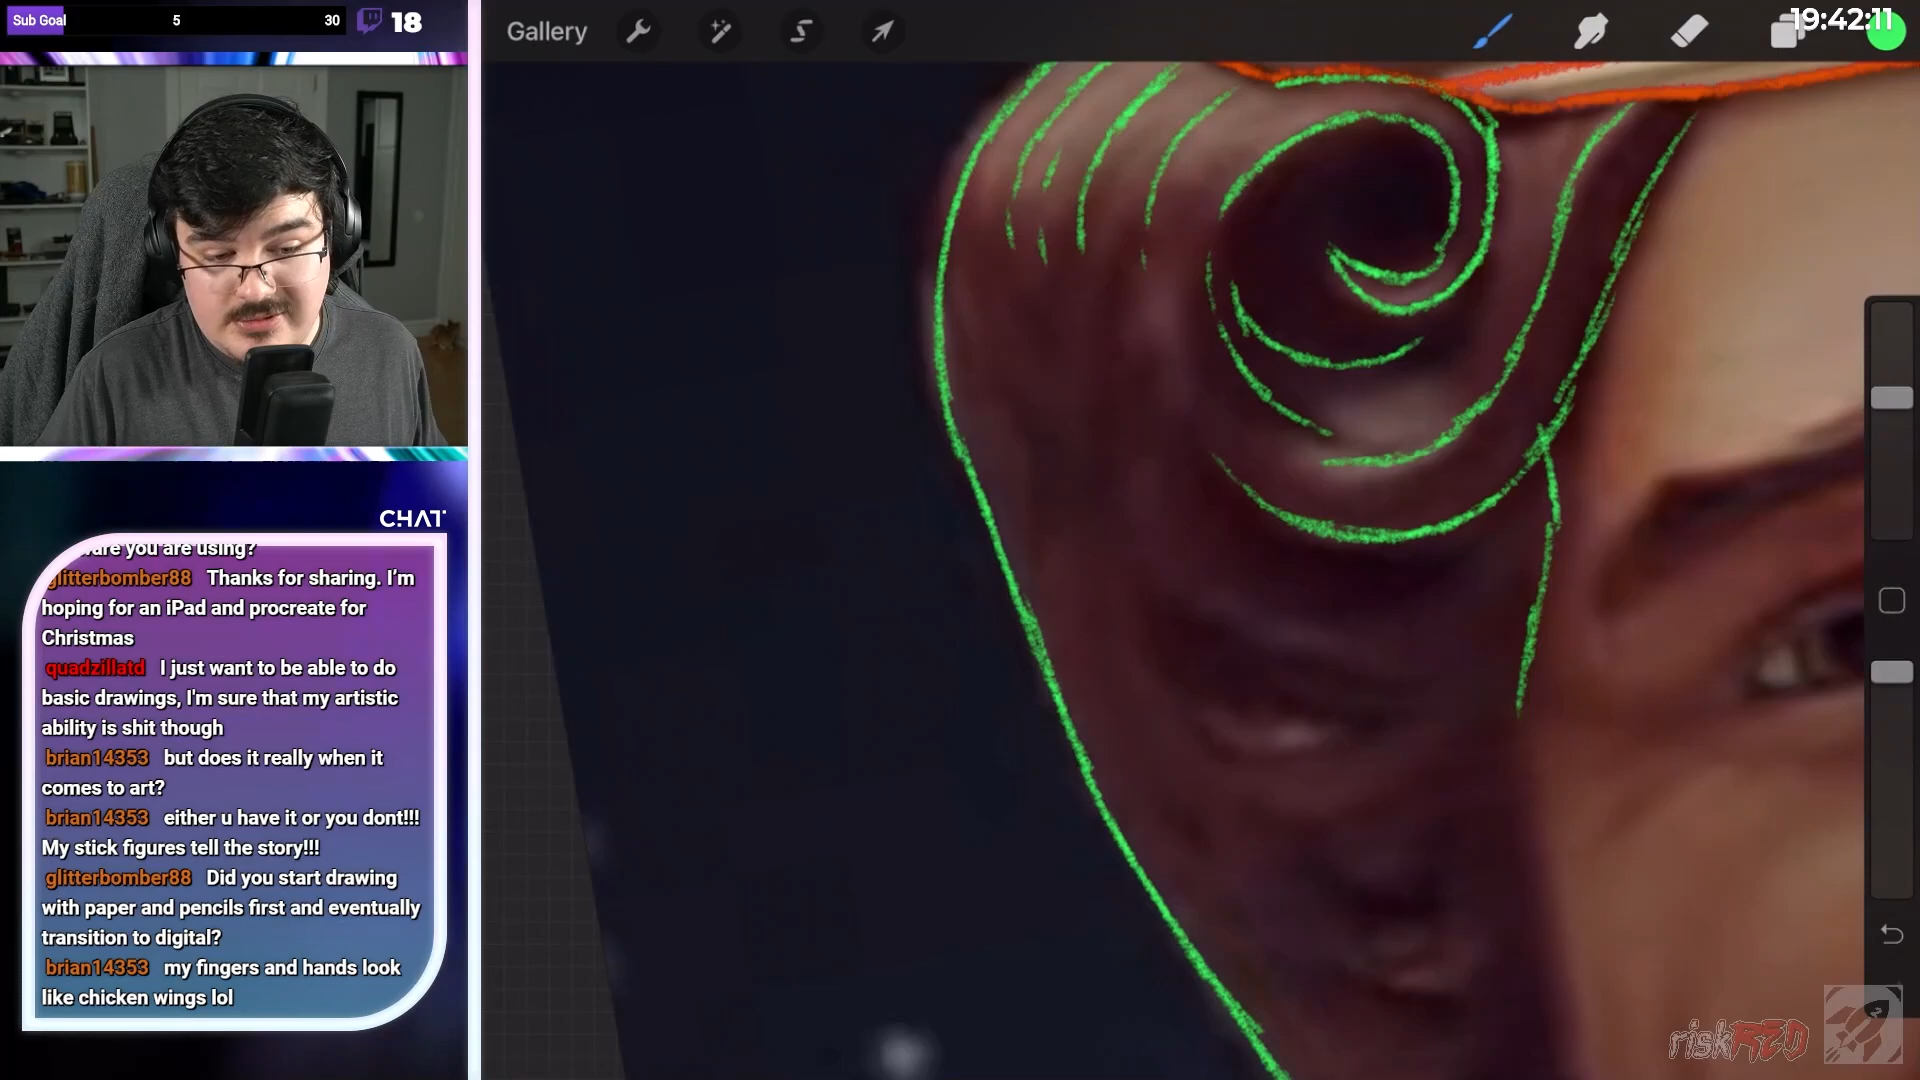 Sub Goal 5 30 18
Gallery
19:42:11
CHAT
are you are using?
glitterbomber88 Thanks for sharing. I'm
hoping for an iPad and procreate for
Christmas
quadzillatd I just want to be able to do
basic drawings, I'm sure that my artistic
ability is shit though
brian14353 but does it really when it
comes to art?
brian14353 either u have it or you dont!!!
My stick figures tell the story!!!
glitterbomber88 Did you start drawing
with paper and pencils first and eventually
transition to digital?
brian14353 my fingers and hands look
like chicken wings lol
riskRED